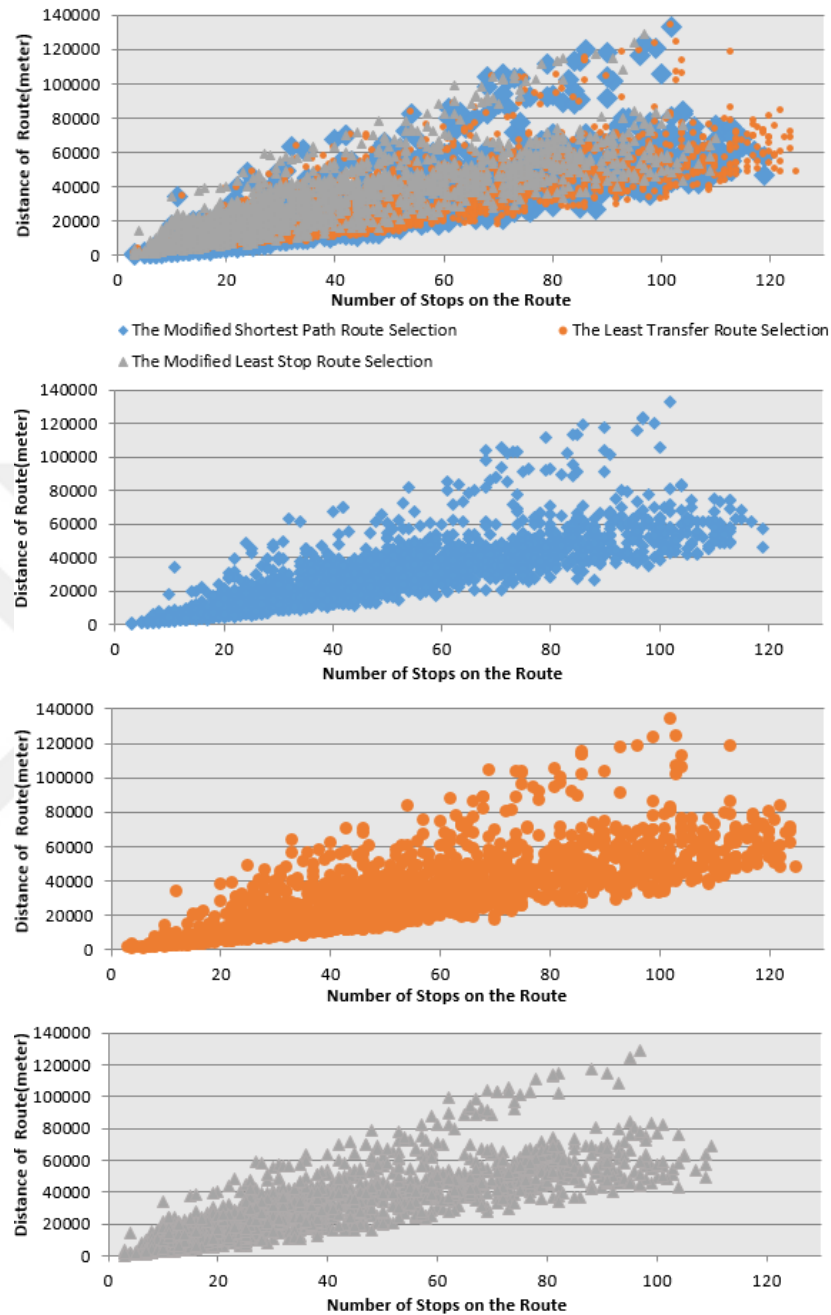 140000
120000
100000
80000
60000
40000
20000
0
Distance of Route(meter)
0 20 40 60 80 100 120
Number of Stops on the Route
The Modified Shortest Path Route Selection The Least Transfer Route Selection
The Modified Least Stop Route Selection
140000
120000
100000
80000
60000
40000
20000
0
Distance of Route(meter)
0 20 40 60 80 100 120
Number of Stops on the Route
140000
120000
100000
80000
60000
40000
20000
0
Distance of Route(meter)
0 20 40 60 80 100 120
Number of Stops on the Route
140000
120000
100000
80000
60000
40000
20000
0
Distance of Route(meter)
0 20 40 60 80 100 120
Number of Stops on the Route